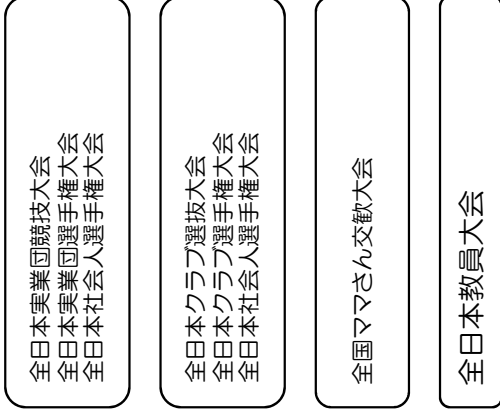 全日本実業団競技大会
全日本実業団選手権大会
全日本社会人選手権大会
全日本クラブ選抜大会
全日本クラブ選手権大会
全日本社会人選手権大会
全国ママさん交歓大会
全日本教員大会